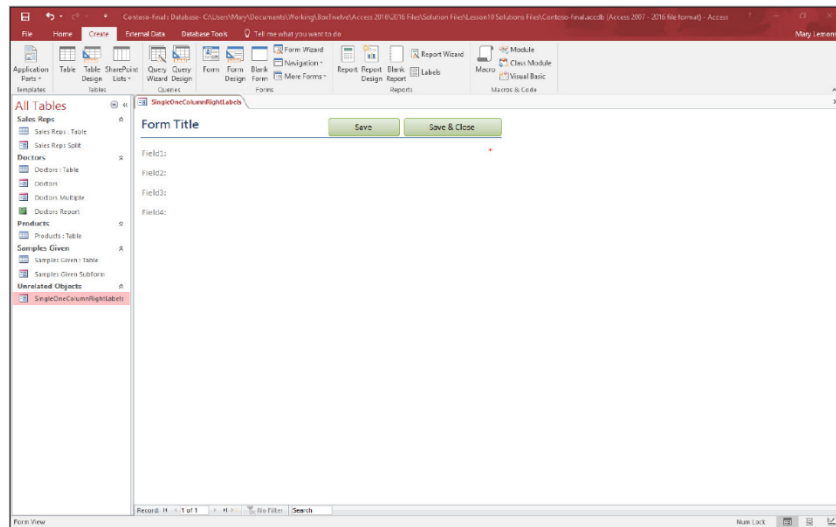 Contoso-final : Database- C:\Users\Mary\Documents\Working\BoxTwelve\Access 2016\2016 Files\Solution Files\Lesson10 Solutions Files\Contoso-final.accdb (Access 2007 - 2016 file format) - Access
File Home Create External Data Database Tools Tell me what you want to do Mary Lemons
Application Parts Table Table Design SharePoint Lists Query Wizard Query Design Form Form Design Blank Form Form Wizard Navigation More Forms Report Report Design Blank Report Report Wizard Labels Macro Module Class Module Visual Basic
Templates Tables Queries Forms Reports Macros & Code
All Tables
SingleOneColumnRightLabels
Sales Reps
Sales Reps : Table
Sales Reps Split
Doctors
Doctors : Table
Doctors
Doctors Multiple
Doctors Report
Products
Products : Table
Samples Given
Samples Given : Table
Samples Given Subform
Unrelated Objects
SingleOneColumnRightLabels
Form Title
Save
Save & Close
Field1:
*
Field2:
Field3:
Field4:
Record: 1 of 1 No Filter Search
Form View
Num Lock